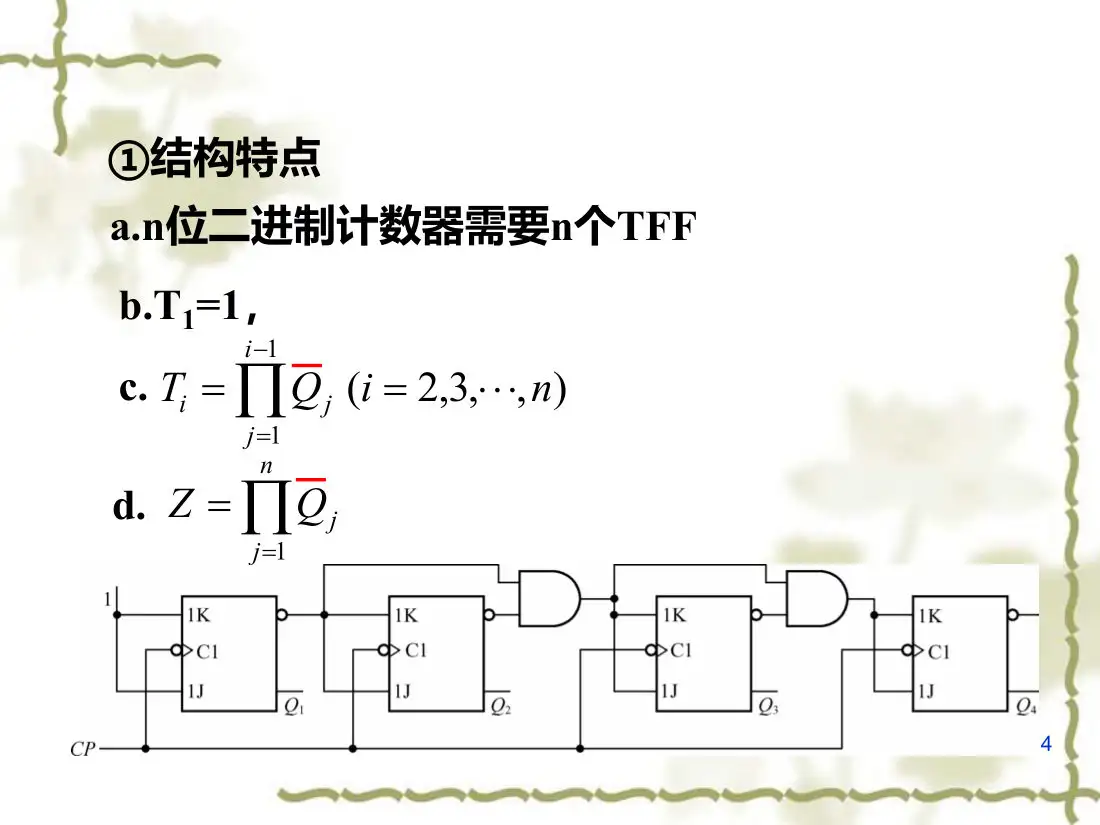 ①结构特点
a.n位二进制计数器需要n个TFF
b.T₁=1，
c. Tᵢ = ∏_{j=1}^{i−1} Q̅ⱼ (i = 2,3,⋯,n)
d. Z = ∏_{j=1}^{n} Q̅ⱼ
1
1K 1K 1K 1K
C1 C1 C1 C1
1J 1J 1J 1J
Q₁ Q₂ Q₃ Q₄
CP
4